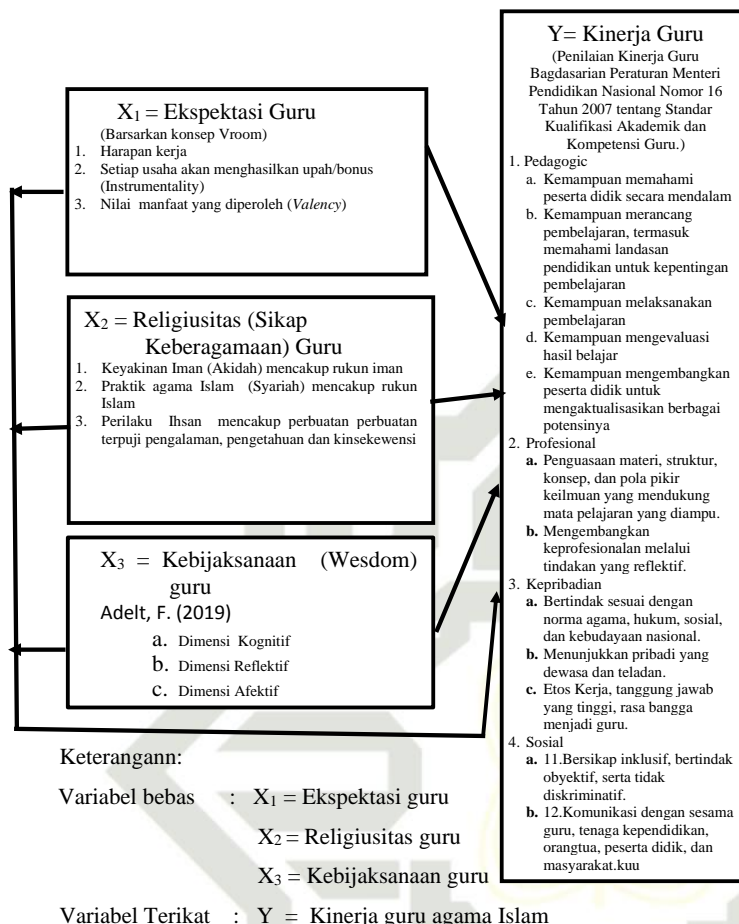 X1 = Ekspektasi Guru
(Barsarkan konsep Vroom)
1. Harapan kerja
2. Setiap usaha akan menghasilkan upah/bonus
(Instrumentality)
3. Nilai manfaat yang diperoleh (Valency)
X2 = Religiusitas (Sikap
Keberagamaan) Guru
1. Keyakinan Iman (Akidah) mencakup rukun iman
2. Praktik agama Islam (Syariah) mencakup rukun
Islam
3. Perilaku Ihsan mencakup perbuatan perbuatan
terpuji pengalaman, pengetahuan dan kinsekewensi
X3 = Kebijaksanaan (Wesdom)
guru
Adelt, F. (2019)
a. Dimensi Kognitif
b. Dimensi Reflektif
c. Dimensi Afektif
Y= Kinerja Guru
(Penilaian Kinerja Guru
Bagdasarian Peraturan Menteri
Pendidikan Nasional Nomor 16
Tahun 2007 tentang Standar
Kualifikasi Akademik dan
Kompetensi Guru.)
1. Pedagogic
a. Kemampuan memahami
peserta didik secara mendalam
b. Kemampuan merancang
pembelajaran, termasuk
memahami landasan
pendidikan untuk kepentingan
pembelajaran
c. Kemampuan melaksanakan
pembelajaran
d. Kemampuan mengevaluasi
hasil belajar
e. Kemampuan mengembangkan
peserta didik untuk
mengaktualisasikan berbagai
potensinya
2. Profesional
a. Penguasaan materi, struktur,
konsep, dan pola pikir
keilmuan yang mendukung
mata pelajaran yang diampu.
b. Mengembangkan
keprofesionalan melalui
tindakan yang reflektif.
3. Kepribadian
a. Bertindak sesuai dengan
norma agama, hukum, sosial,
dan kebudayaan nasional.
b. Menunjukkan pribadi yang
dewasa dan teladan.
c. Etos Kerja, tanggung jawab
yang tinggi, rasa bangga
menjadi guru.
4. Sosial
a. 11.Bersikap inklusif, bertindak
obyektif, serta tidak
diskriminatif.
b. 12.Komunikasi dengan sesama
guru, tenaga kependidikan,
orangtua, peserta didik, dan
masyarakat.kuu
Keterangann:
Variabel bebas : X1 = Ekspektasi guru
X2 = Religiusitas guru
X3 = Kebijaksanaan guru
Variabel Terikat : Y = Kinerja guru agama Islam